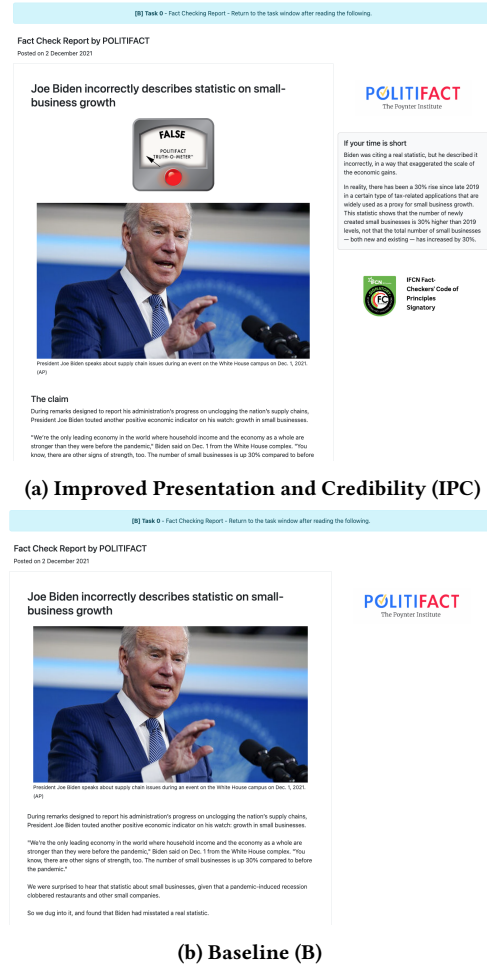 [B] Task 0 - Fact Checking Report - Return to the task window after reading the following.
Fact Check Report by POLITIFACT
Posted on 2 December 2021
Joe Biden incorrectly describes statistic on small-
business growth
FALSE
POLITIFACT
TRUTH-O-METER™
President Joe Biden speaks about supply chain issues during an event on the White House campus on Dec. 1, 2021.
(AP)
The claim
During remarks designed to report his administration's progress on unclogging the nation's supply chains,
President Joe Biden touted another positive economic indicator on his watch: growth in small businesses.
"We're the only leading economy in the world where household income and the economy as a whole are
stronger than they were before the pandemic," Biden said on Dec. 1 from the White House complex. "You
know, there are other signs of strength, too. The number of small businesses is up 30% compared to before
POLITIFACT
The Poynter Institute
If your time is short
Biden was citing a real statistic, but he described it
incorrectly, in a way that exaggerated the scale of
the economic gains.
In reality, there has been a 30% rise since late 2019
in a certain type of tax-related applications that are
widely used as a proxy for small business growth.
This statistic shows that the number of newly
created small businesses is 30% higher than 2019
levels, not that the total number of small businesses
— both new and existing — has increased by 30%.
IFCN
FC
IFCN Fact-
Checkers' Code of
Principles
Signatory
(a) Improved Presentation and Credibility (IPC)
[B] Task 0 - Fact Checking Report - Return to the task window after reading the following.
Fact Check Report by POLITIFACT
Posted on 2 December 2021
Joe Biden incorrectly describes statistic on small-
business growth
President Joe Biden speaks about supply chain issues during an event on the White House campus on Dec. 1, 2021.
(AP)
During remarks designed to report his administration's progress on unclogging the nation's supply chains,
President Joe Biden touted another positive economic indicator on his watch: growth in small businesses.
"We're the only leading economy in the world where household income and the economy as a whole are
stronger than they were before the pandemic," Biden said on Dec. 1 from the White House complex. "You
know, there are other signs of strength, too. The number of small businesses is up 30% compared to before
the pandemic."
We were surprised to hear that statistic about small businesses, given that a pandemic-induced recession
clobbered restaurants and other small companies.
So we dug into it, and found that Biden had misstated a real statistic.
POLITIFACT
The Poynter Institute
(b) Baseline (B)